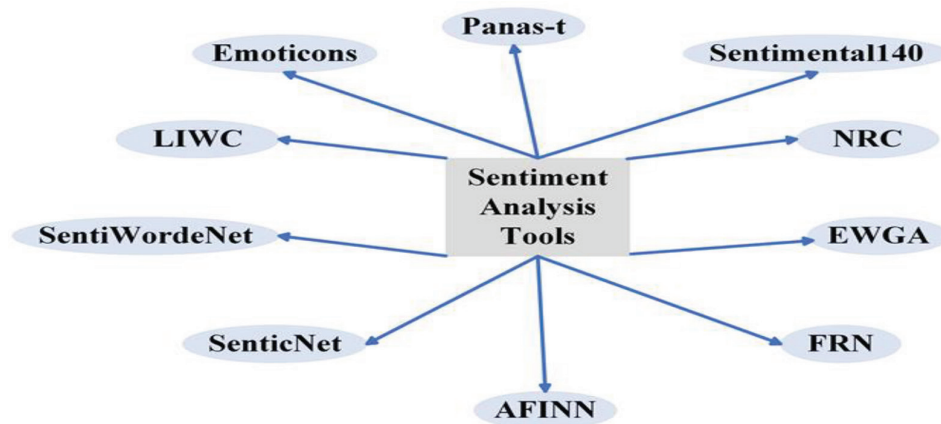 Panas-t
Emoticons
Sentimental140
LIWC
NRC
Sentiment
Analysis
Tools
SentiWordeNet
EWGA
SenticNet
FRN
AFINN